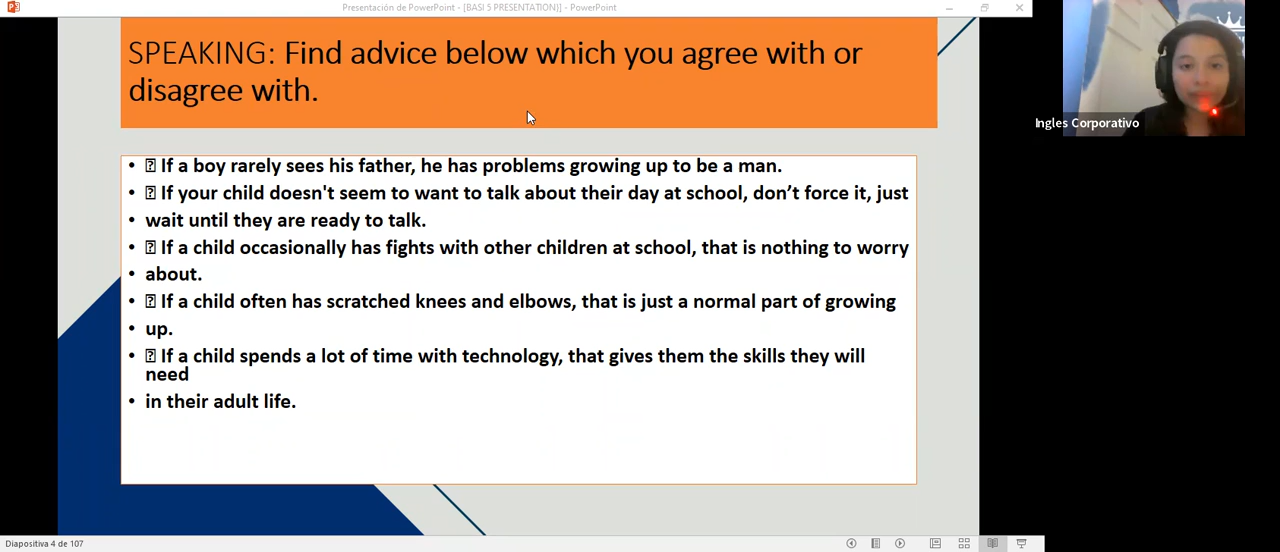 Presentación de PowerPoint - [BASI 5 PRESENTATION)] - PowerPoint
SPEAKING: Find advice below which you agree with or
disagree with.
Ingles Corporativo
• ⍰ If a boy rarely sees his father, he has problems growing up to be a man.
• ⍰ If your child doesn't seem to want to talk about their day at school, don’t force it, just
• wait until they are ready to talk.
• ⍰ If a child occasionally has fights with other children at school, that is nothing to worry
• about.
• ⍰ If a child often has scratched knees and elbows, that is just a normal part of growing
• up.
• ⍰ If a child spends a lot of time with technology, that gives them the skills they will
need
• in their adult life.
Diapositiva 4 de 107